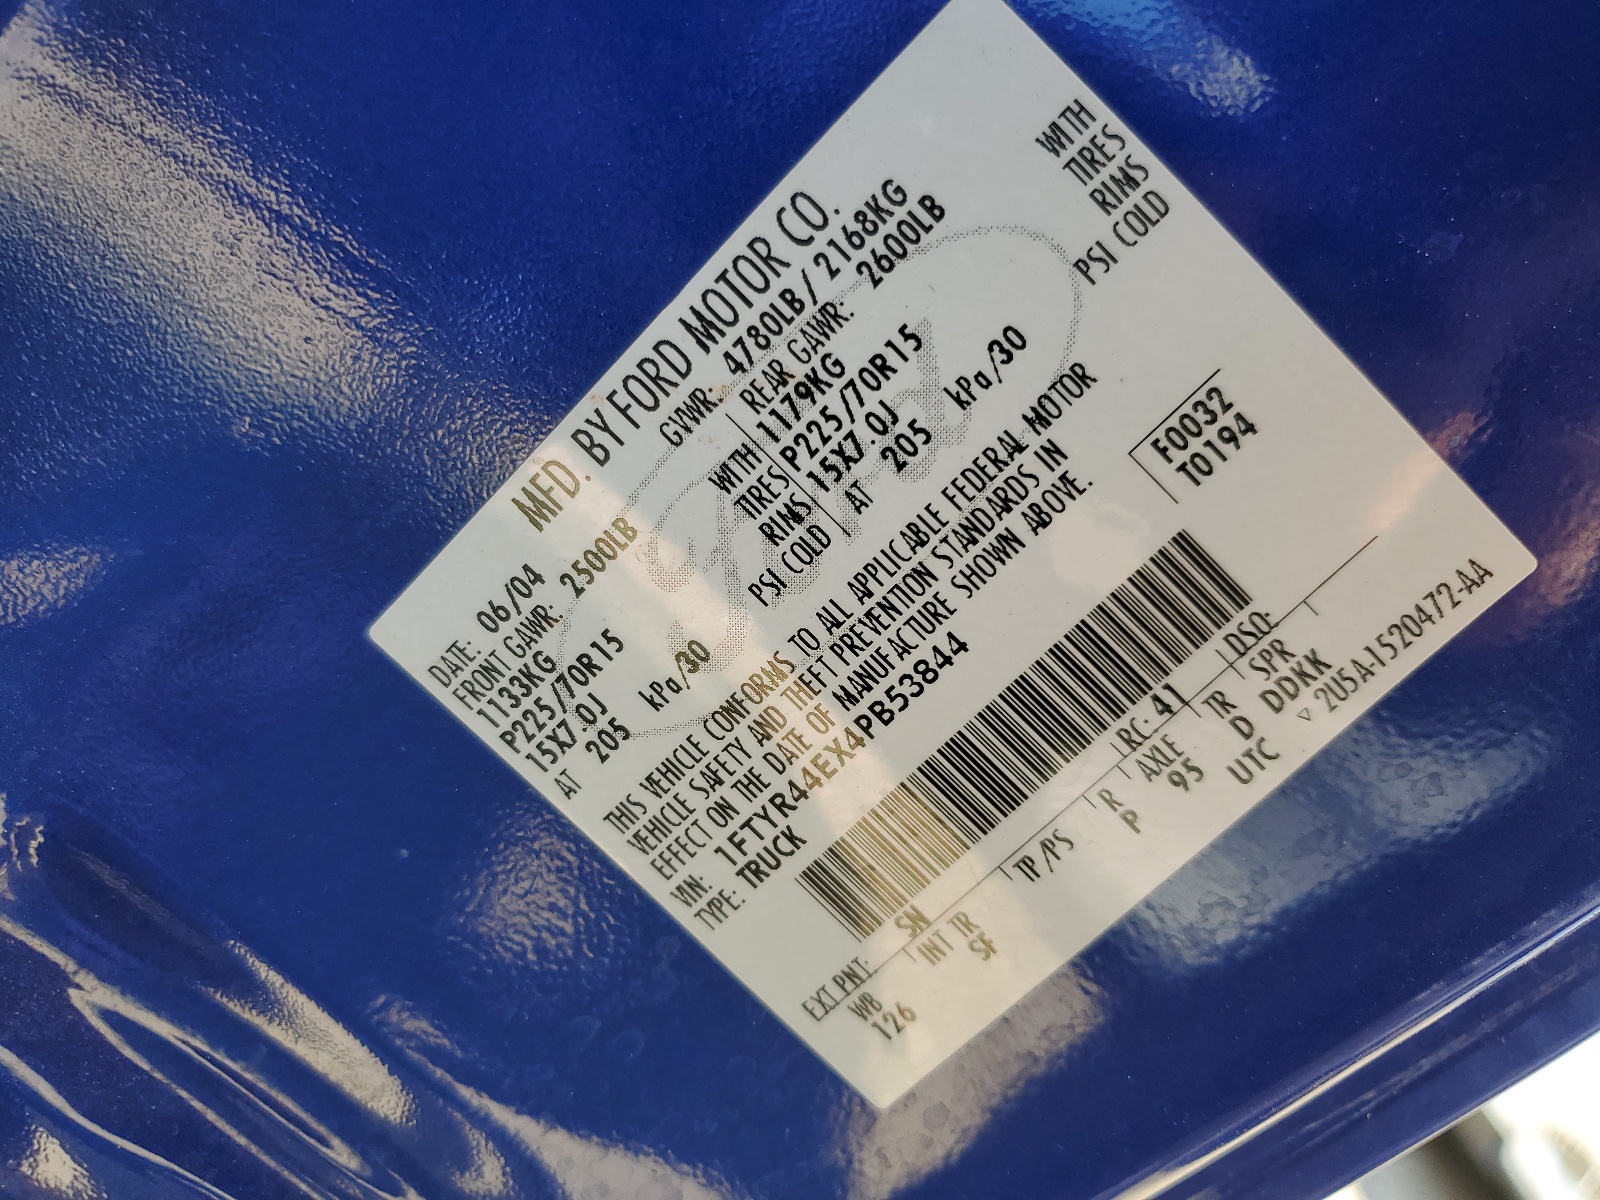 MFD. BY FORD MOTOR CO.
DATE: 06/04 GVWR: 4780LB/ 2168KG
FRONT GAWR: 2500LB REAR GAWR: 2600LB
1133KG WITH 1179KG WITH
P225/70R15 TIRES P225/70R15 TIRES
15X7.0J RIMS 15X7.0J RIMS
AT 205 kPa/30 PSI COLD AT 205 kPa/30 PSI COLD
THIS VEHICLE CONFORMS TO ALL APPLICABLE FEDERAL MOTOR
VEHICLE SAFETY AND THEFT PREVENTION STANDARDS IN
EFFECT ON THE DATE OF MANUFACTURE SHOWN ABOVE.
VIN: 1FTYR44EX4PB53844
TYPE: TRUCK
F0032
T0194
EXT PNT: SN RC: 41 DSO:
WB INT TR TP/PS R AXLE TR SPR
126 SF P 95 D DDKK
UTC ▽ 2U5A-1520472-AA
Ford